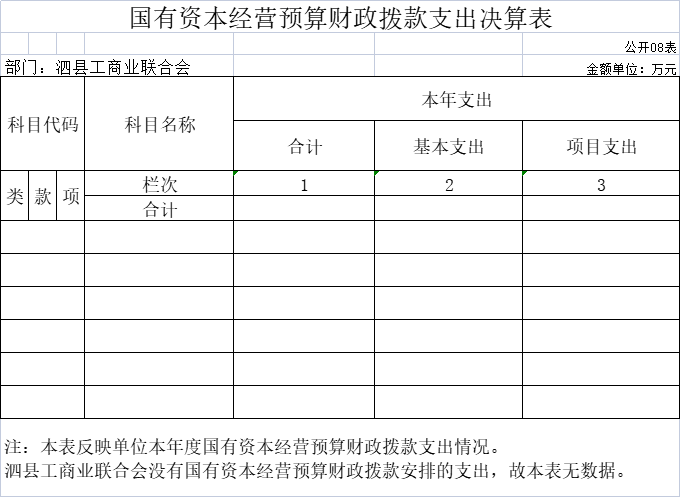 国有资本经营预算财政拨款支出决算表
公开08表
部门：泗县工商业联合会 金额单位：万元
科目代码 科目名称 本年支出
合计 基本支出 项目支出
类 款 项 栏次 1 2 3
合计
注：本表反映单位本年度国有资本经营预算财政拨款支出情况。
泗县工商业联合会没有国有资本经营预算财政拨款安排的支出，故本表无数据。